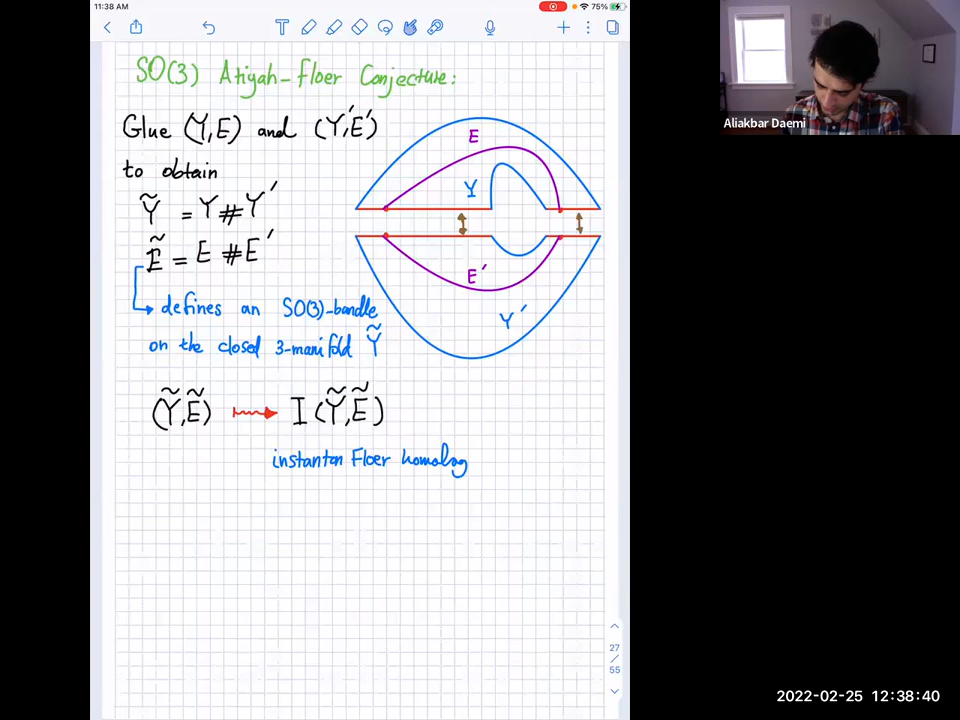 11:38 AM
75%
SO(3) Atiyah-Floer Conjecture:
Glue (Y,E) and (Y',E')
to obtain
Ỹ = Y # Y'
Ẽ = E # E'
defines an SO(3)-bundle
on the closed 3-manifold Ỹ
(Ỹ,Ẽ) ↦ I(Ỹ,Ẽ)
instanton Floer homology
E
Y
E'
Y'
27
/
55
Aliakbar Daemi
2022-02-25 12:38:40